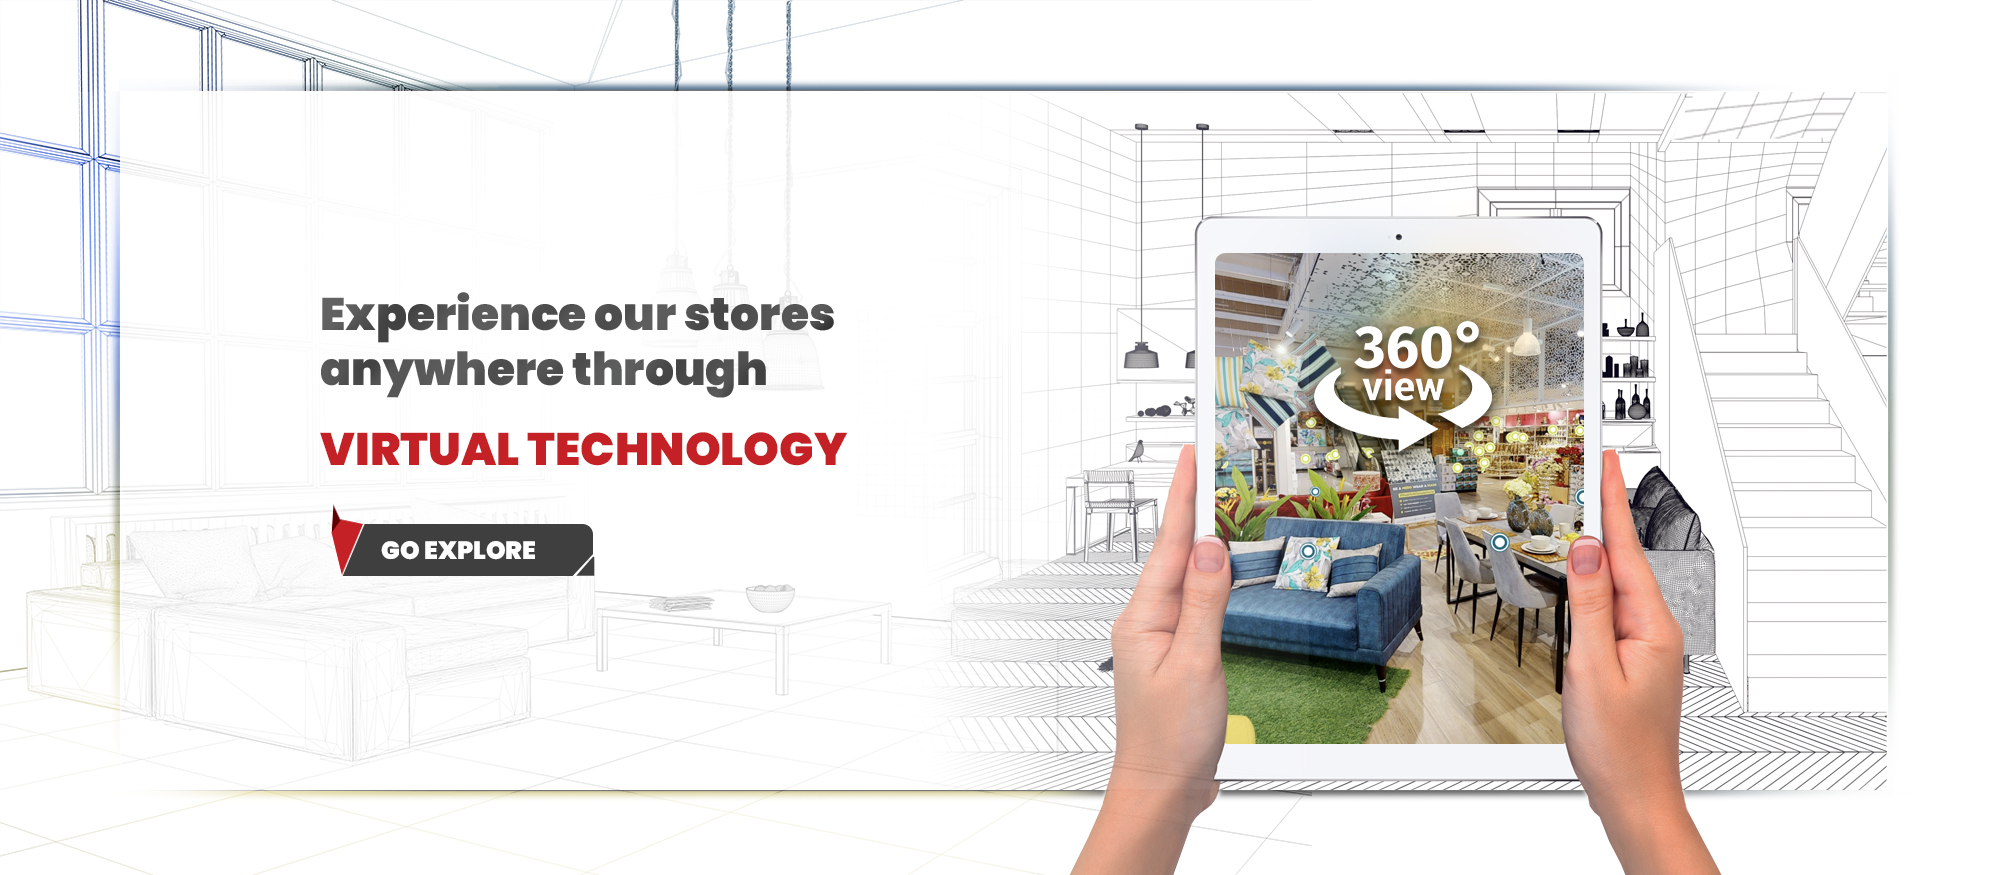 Experience our stores
anywhere through
VIRTUAL TECHNOLOGY
GO EXPLORE
360°
view